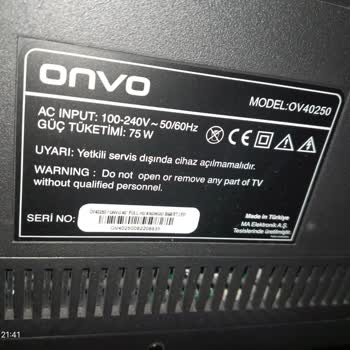 onvo
MODEL:OV40250
AC INPUT: 100-240V ~ 50/60Hz
GÜÇ TÜKETİMİ: 75 W
UYARI: Yetkili servis dışında cihaz açılmamalıdır.
WARNING : Do not open or remove any part of TV
without qualified personnel.
SERI NO:
Made in Türkiye
MA Elektronik A.Ş.
Tesislerinde üretilmiştir.
21:41